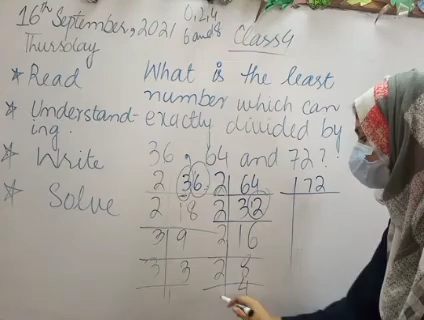 16th September, 2021
Thursday
0,2,4
6 and 8
Class 4
* Read
* Understand-
ing.
* Write
* Solve
What is the least
number which can
exactly divided by
36, 64 and 72?
2 36 2 64 72
2 18 2 32
3 9 2 16
3 3 2 8
1 4